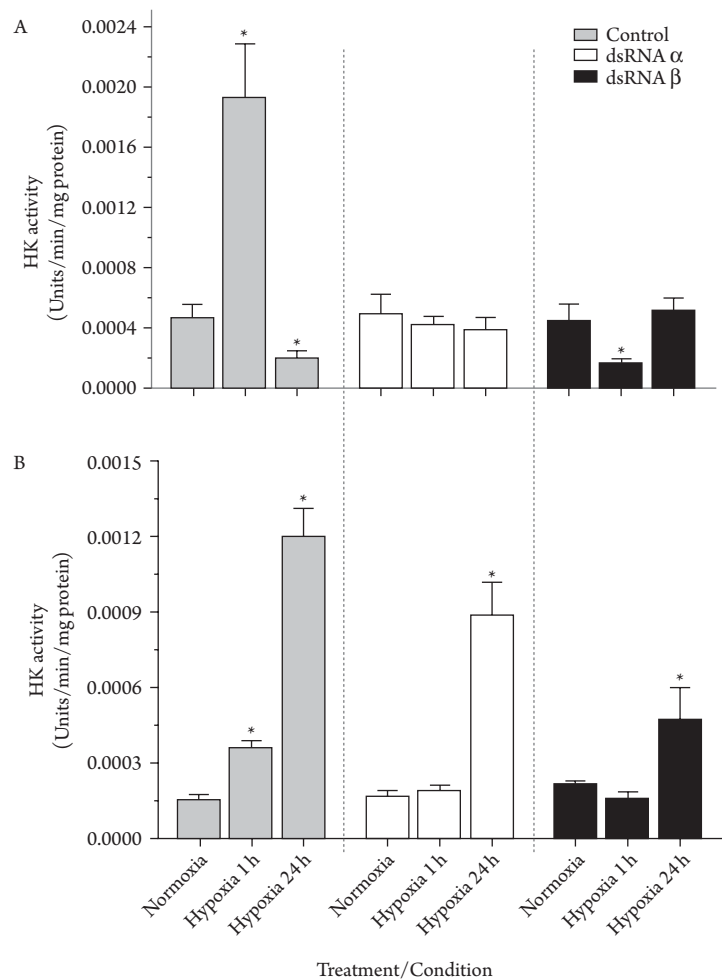 A
0.0024
0.0020
0.0016
0.0012
0.0008
0.0004
0.0000
HK activity
(Units/min/mg protein)
*
*
*
Control
dsRNA α
dsRNA β
B
0.0015
0.0012
0.0009
0.0006
0.0003
0.0000
HK activity
(Units/min/mg protein)
*
*
*
*
Normoxia
Hypoxia 1 h
Hypoxia 24 h
Normoxia
Hypoxia 1 h
Hypoxia 24 h
Normoxia
Hypoxia 1 h
Hypoxia 24 h
Treatment/Condition